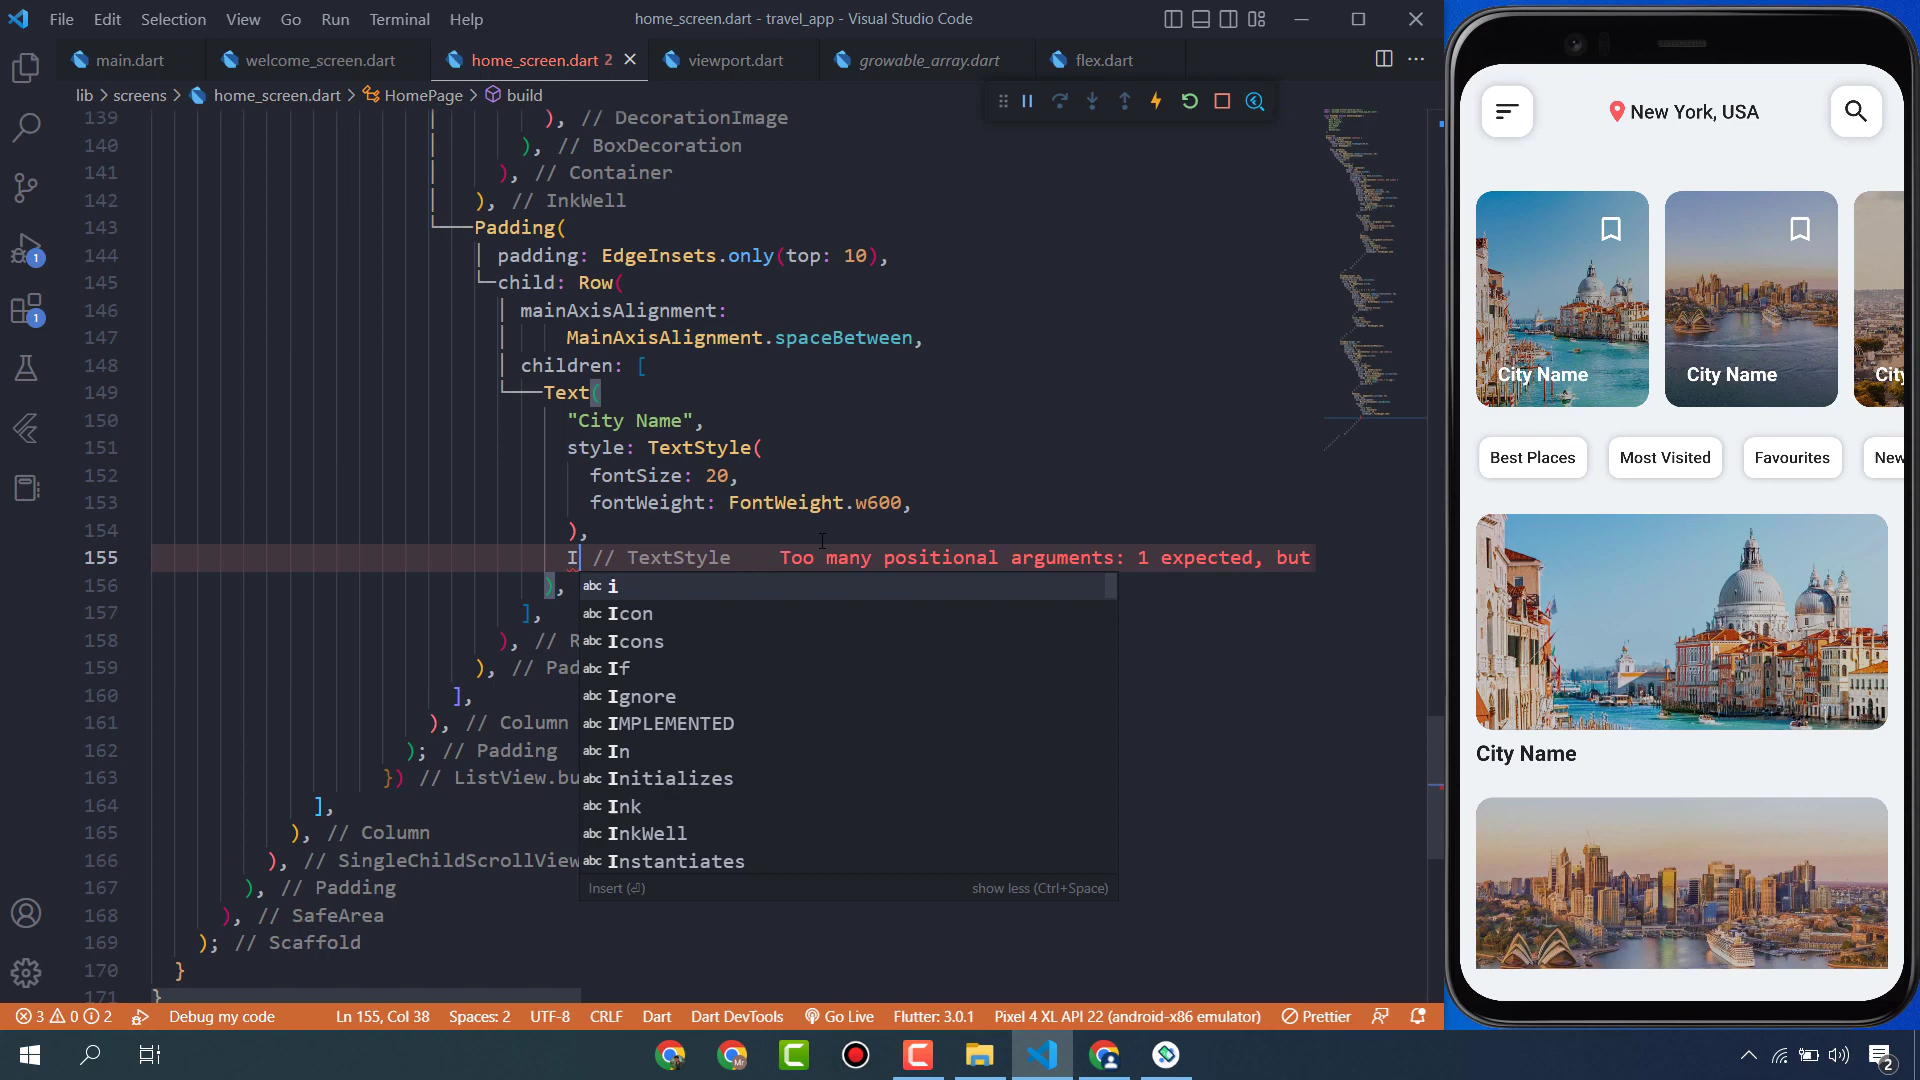 File Edit Selection View Go Run Terminal Help
home_screen.dart - travel_app - Visual Studio Code
main.dart welcome_screen.dart home_screen.dart 2 viewport.dart growable_array.dart flex.dart
lib > screens > home_screen.dart > HomePage > build
139 ), // DecorationImage
140 ), // BoxDecoration
141 ), // Container
142 ), // InkWell
143 Padding(
144 padding: EdgeInsets.only(top: 10),
145 child: Row(
146 mainAxisAlignment:
147 MainAxisAlignment.spaceBetween,
148 children: [
149 Text(
150 "City Name",
151 style: TextStyle(
152 fontSize: 20,
153 fontWeight: FontWeight.w600,
154 ),
155 I // TextStyle Too many positional arguments: 1 expected, but
156 ),
157 ],
158 ), // R
159 ), // Pad
160 ],
161 ), // Column
162 ); // Padding
163 }) // ListView.bu
164 ],
165 ), // Column
166 ), // SingleChildScrollView
167 ), // Padding
168 ), // SafeArea
169 ); // Scaffold
170 }
171 }
abc i
abc Icon
abc Icons
abc If
abc Ignore
abc IMPLEMENTED
abc In
abc Initializes
abc Ink
abc InkWell
abc Instantiates
Insert (⏎) show less (Ctrl+Space)
1
1
3 0 2 Debug my code Ln 155, Col 38 Spaces: 2 UTF-8 CRLF Dart Dart DevTools Go Live Flutter: 3.0.1 Pixel 4 XL API 22 (android-x86 emulator) Prettier
2
New York, USA
City Name City Name City
Best Places Most Visited Favourites New
City Name